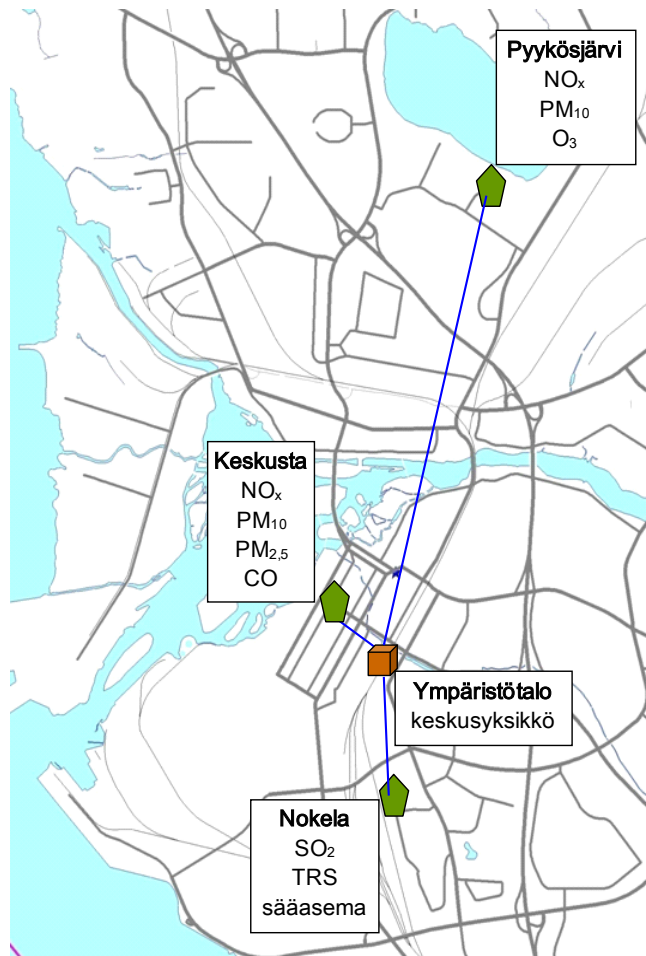 Pyykösjärvi
NOₓ
PM₁₀
O₃
Keskusta
NOₓ
PM₁₀
PM₂,₅
CO
Ympäristötalo
keskusyksikkö
Nokela
SO₂
TRS
sääasema